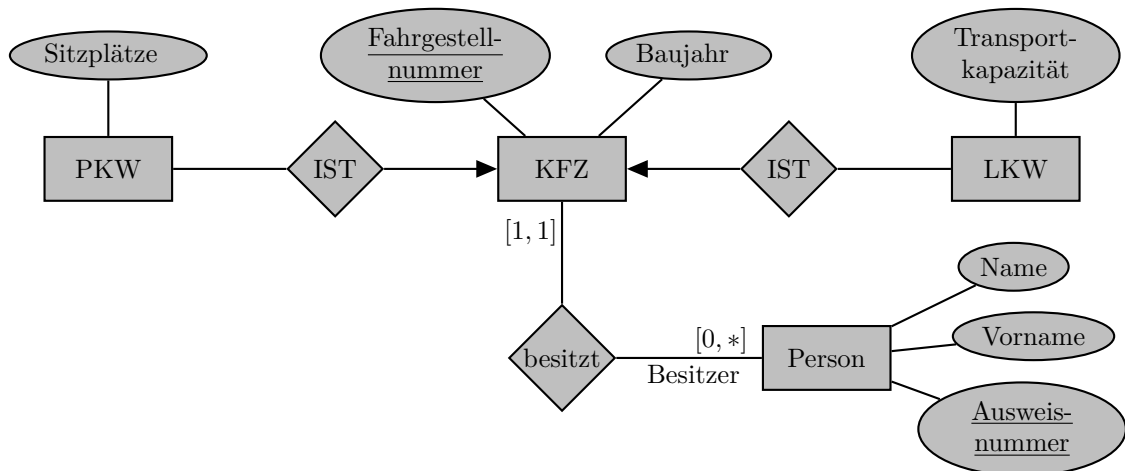 Sitzplätze
Fahrgestell-
nummer
Baujahr
Transport-
kapazität
PKW
IST
KFZ
IST
LKW
[1, 1]
Name
besitzt
[0, ∗]
Besitzer
Person
Vorname
Ausweis-
nummer